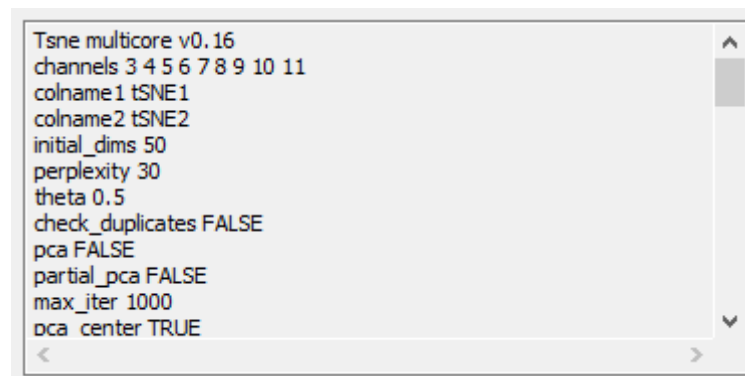 Tsne multicore v0.16
channels 3 4 5 6 7 8 9 10 11
colname1 tSNE1
colname2 tSNE2
initial_dims 50
perplexity 30
theta 0.5
check_duplicates FALSE
pca FALSE
partial_pca FALSE
max_iter 1000
pca_center TRUE